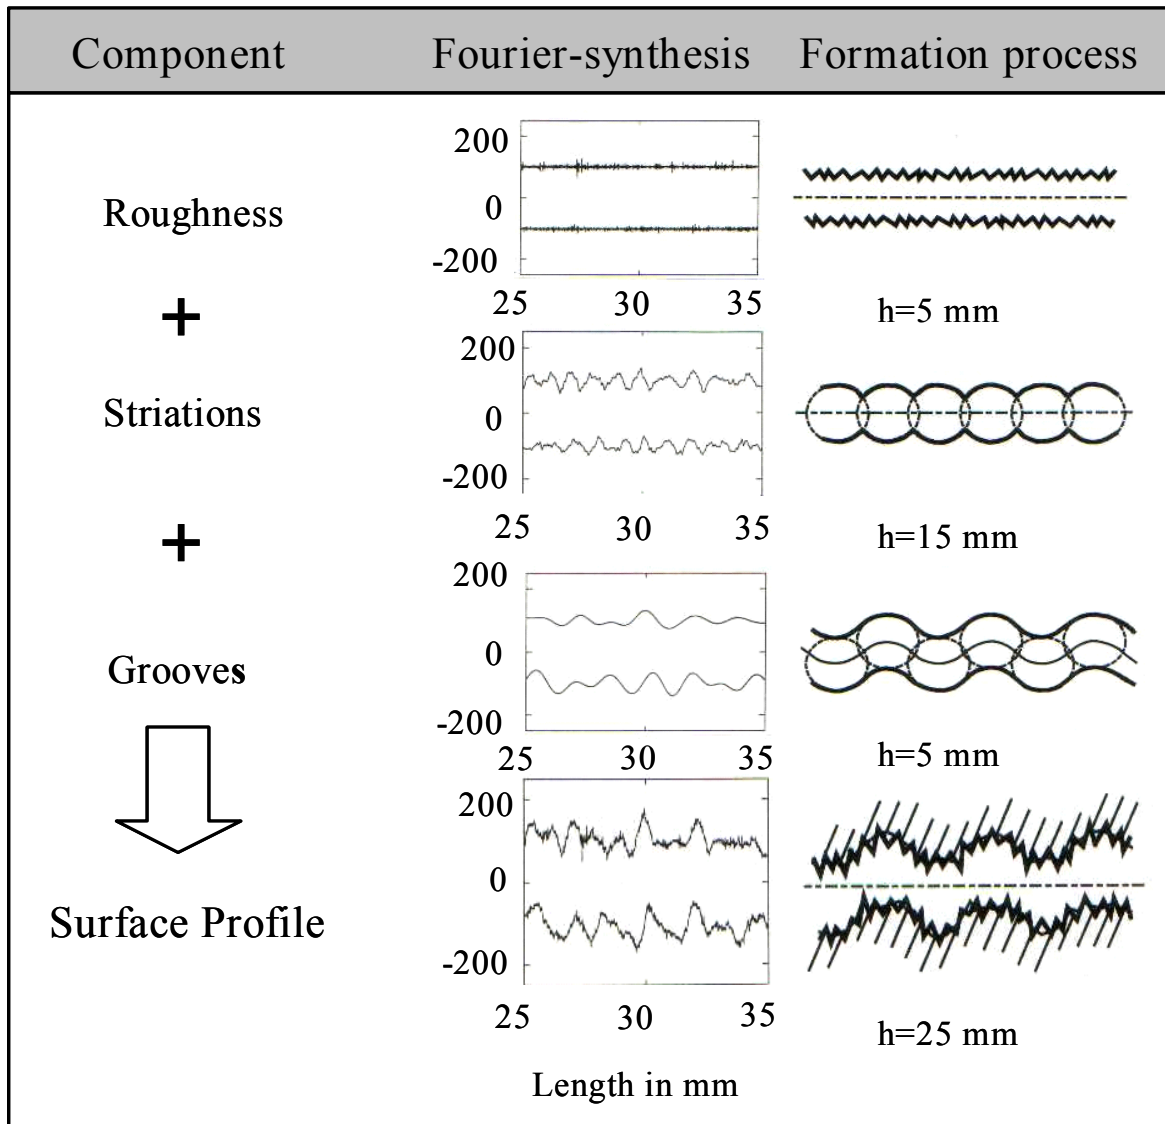 Component Fourier-synthesis Formation process
200
0
-200
Roughness
25 30 35
h=5 mm
+
200
0
-200
Striations
25 30 35
h=15 mm
+
200
0
-200
Grooves
25 30 35
h=5 mm
200
0
-200
Surface Profile
25 30 35
h=25 mm
Length in mm